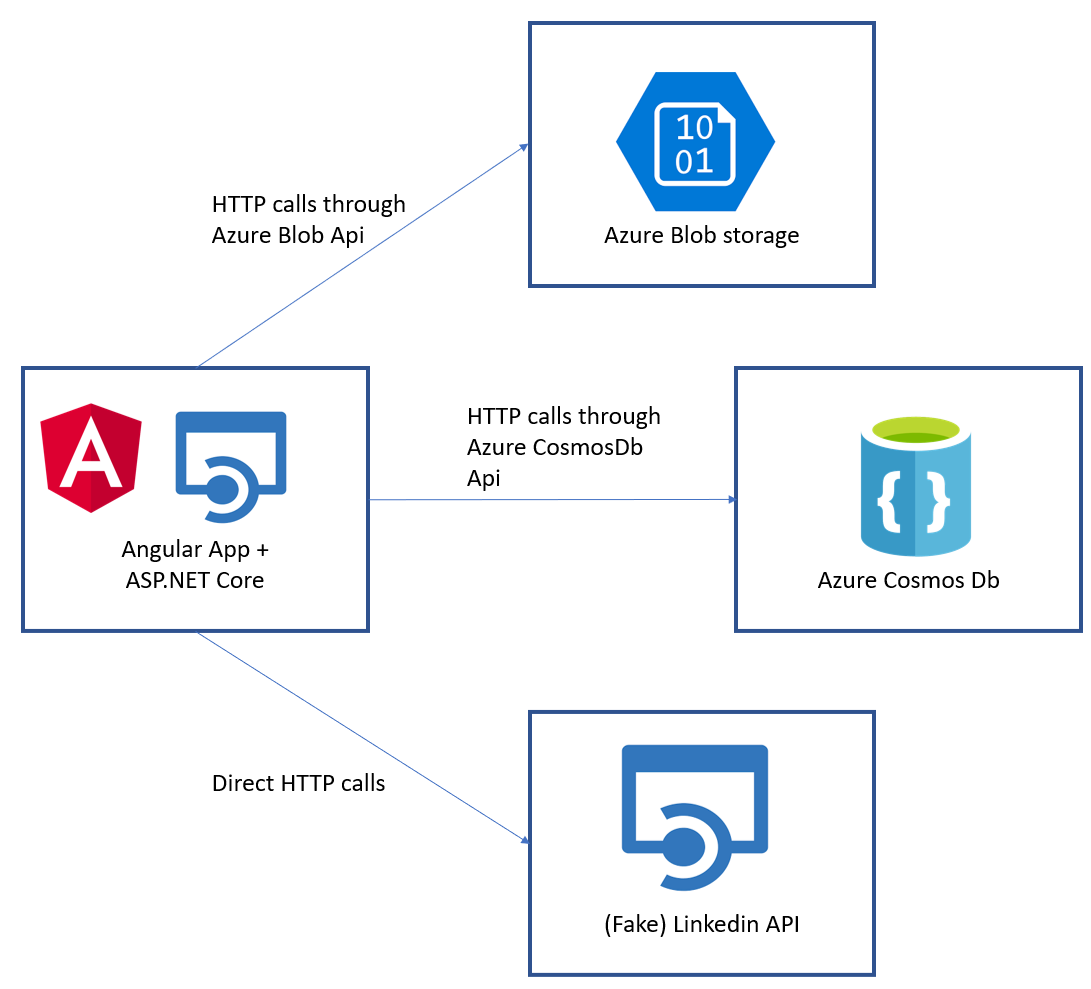 10
01
Azure Blob storage
HTTP calls through
Azure Blob Api
A
Angular App +
ASP.NET Core
HTTP calls through
Azure CosmosDb
Api
{ }
Azure Cosmos Db
Direct HTTP calls
(Fake) Linkedin API